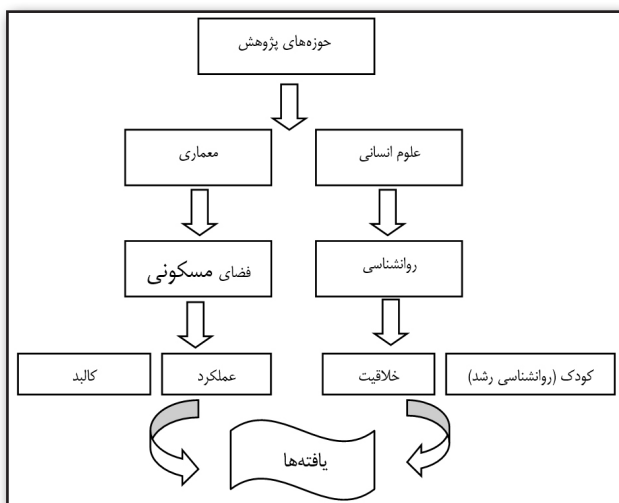 حوزه‌های پژوهش
علوم انسانی
معماری
روانشناسی
فضای مسکونی
کودک (روانشناسی رشد)
خلاقیت
عملکرد
کالبد
یافته‌ها